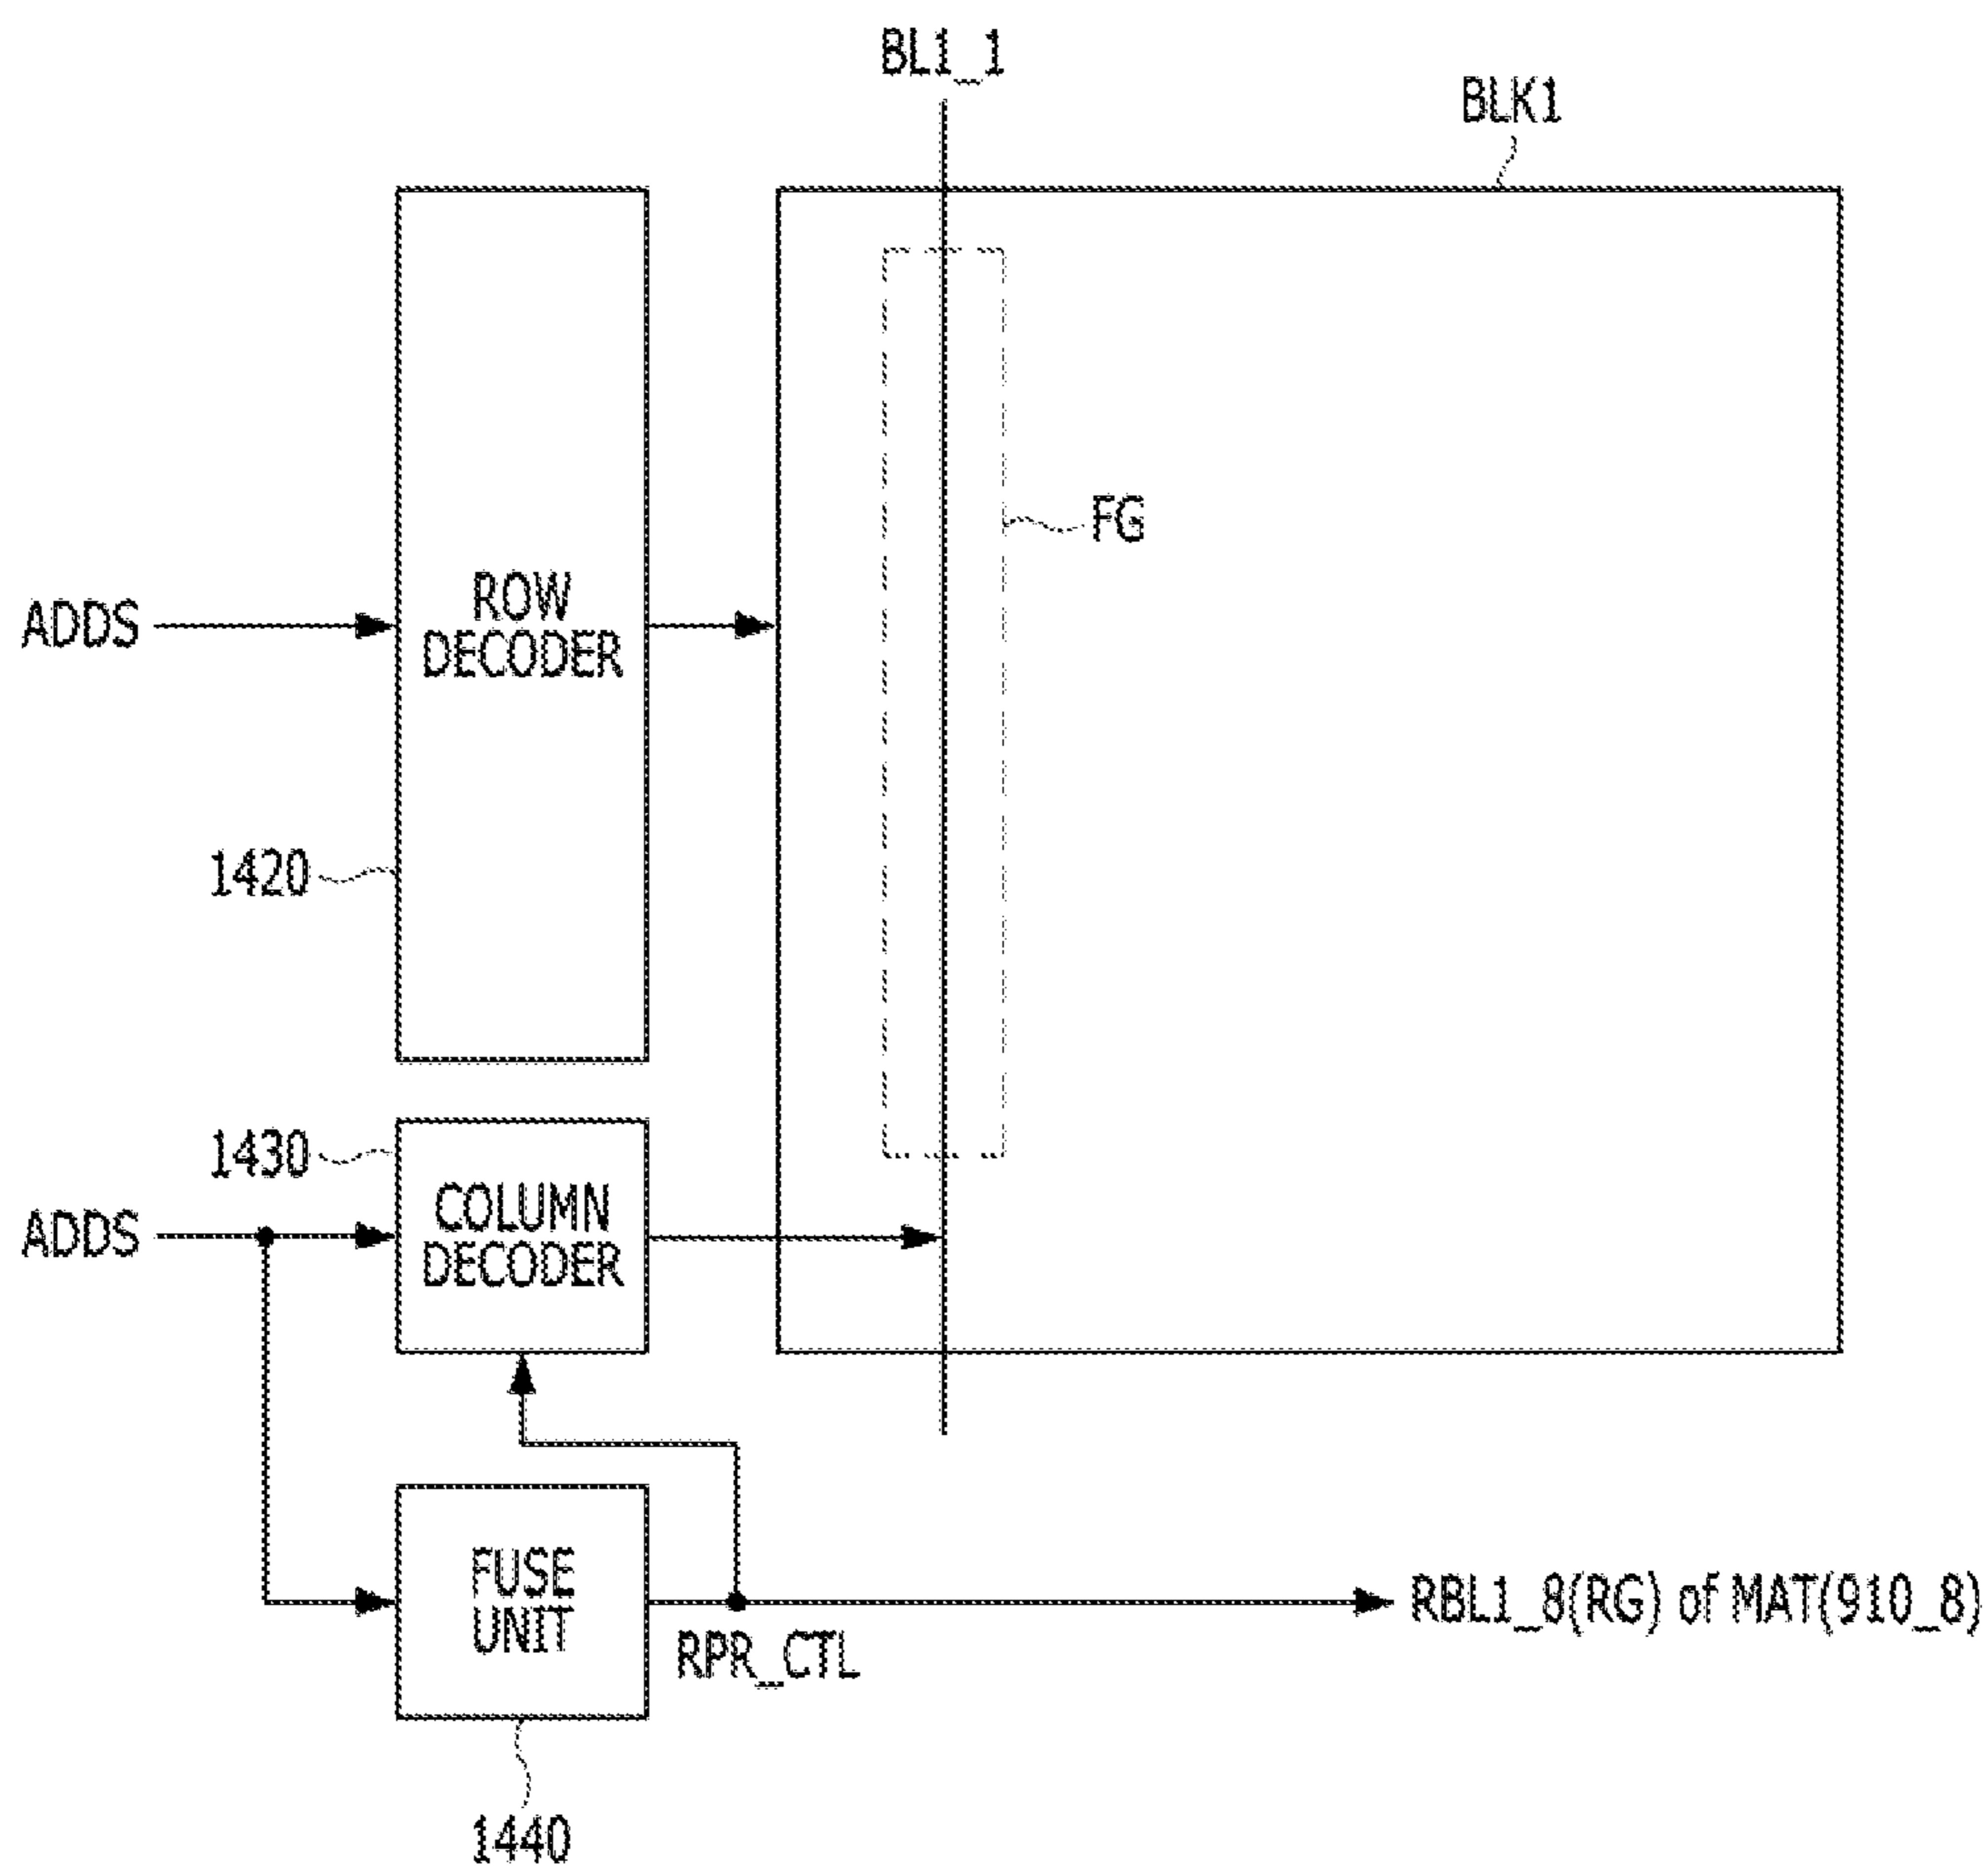 BL1_1
BLK1
FG
ROW
DECODER
ADDS
1420
1430
COLUMN
DECODER
ADDS
FUSE
UNIT
RPR_CTL
RBL1_8(RG) of MAT(910_8)
1440